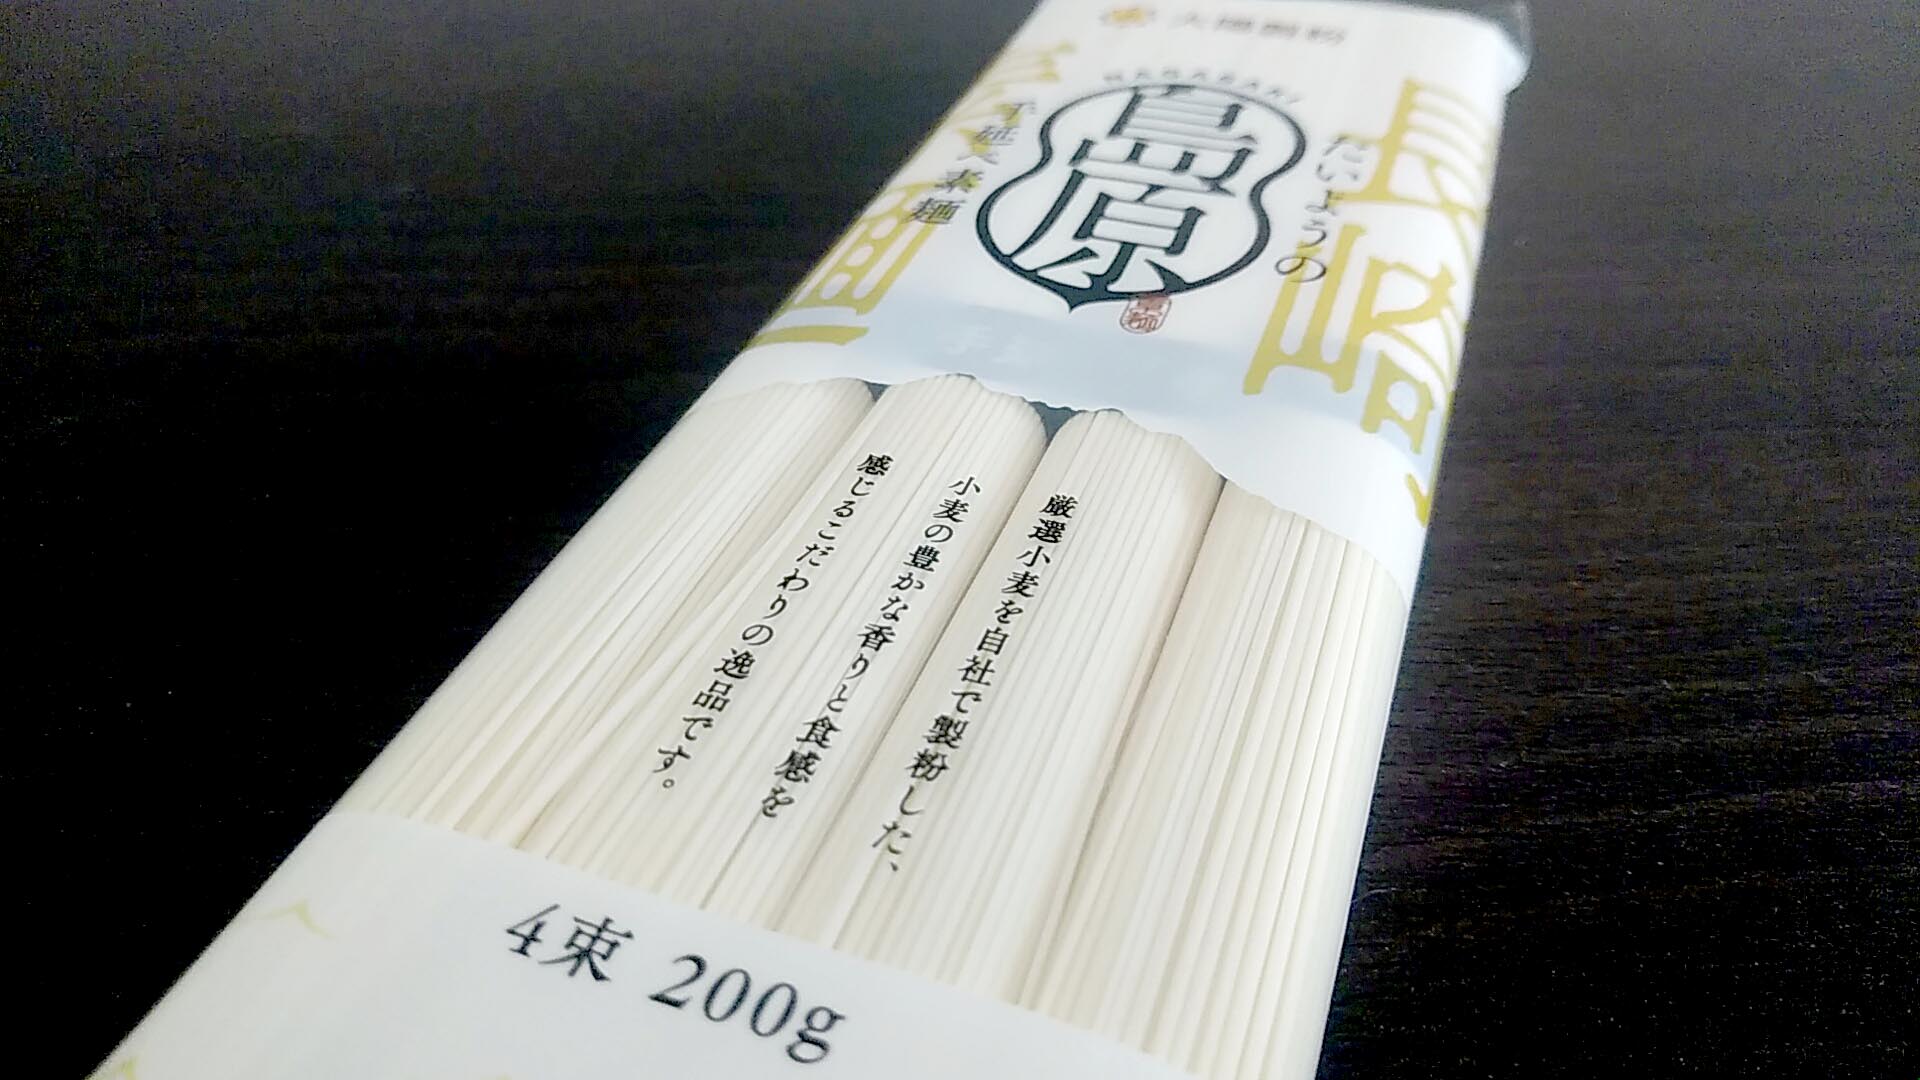 大陽製粉
NAGASAKI
長崎
たいようの
島原
手延べ素麺
素麺
厳選小麦を自社で製粉した、
小麦の豊かな香りと食感を
感じるこだわりの逸品です。
4束 200g